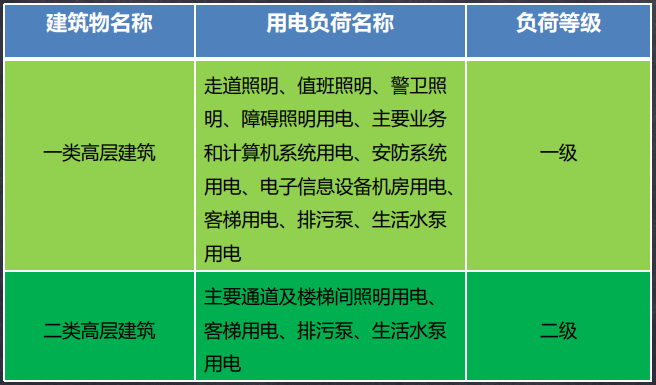 建筑物名称 用电负荷名称 负荷等级
走道照明、值班照明、警卫照
明、障碍照明用电、主要业务
一类高层建筑 和计算机系统用电、安防系统 一级
用电、电子信息设备机房用电、
客梯用电、排污泵、生活水泵
用电
主要通道及楼梯间照明用电、
二类高层建筑 客梯用电、排污泵、生活水泵 二级
用电